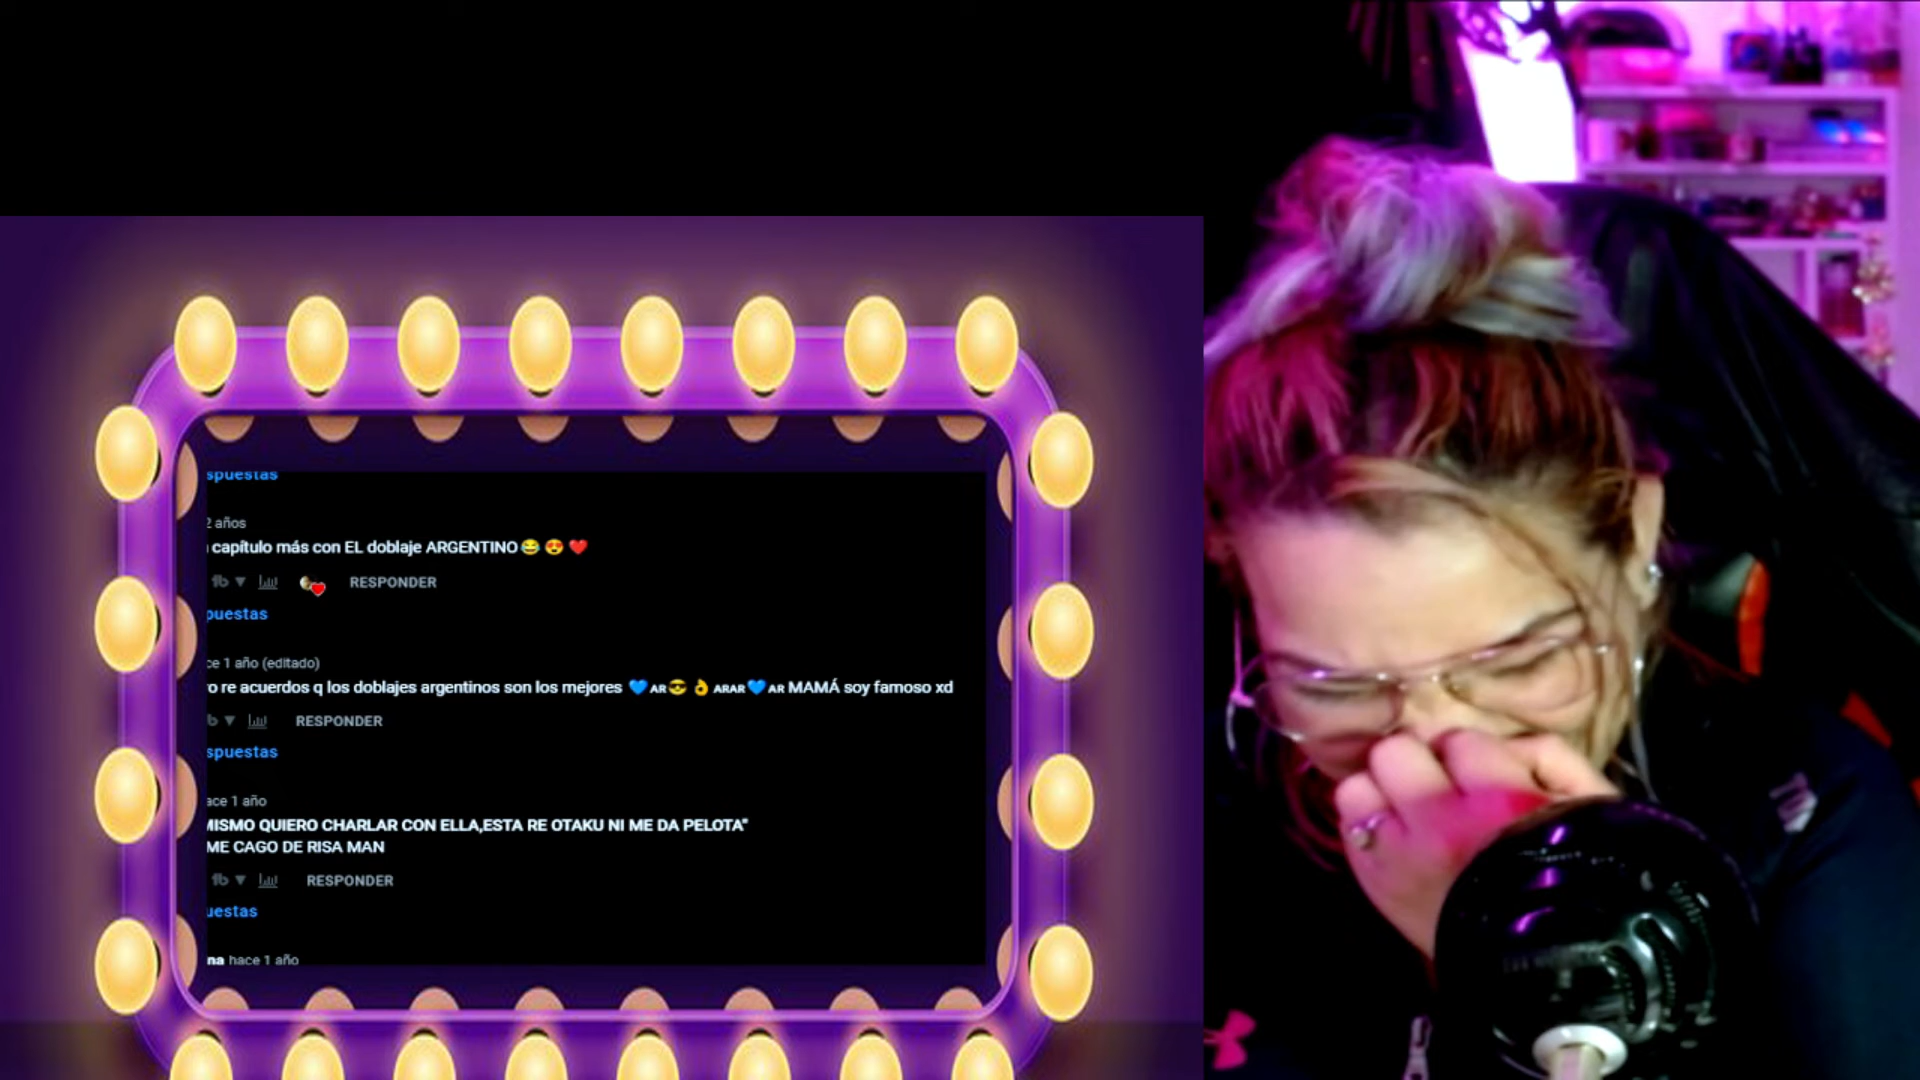 spuestas
2 años
capítulo más con EL doblaje ARGENTINO😂 😍 ❤️
RESPONDER
puestas
ce 1 año (editado)
ro re acuerdos q los doblajes argentinos son los mejores 💙 AR😎 👌 ARAR💙 AR MAMÁ soy famoso xd
RESPONDER
spuestas
ace 1 año
MISMO QUIERO CHARLAR CON ELLA,ESTA RE OTAKU NI ME DA PELOTA"
ME CAGO DE RISA MAN
RESPONDER
uestas
na hace 1 año